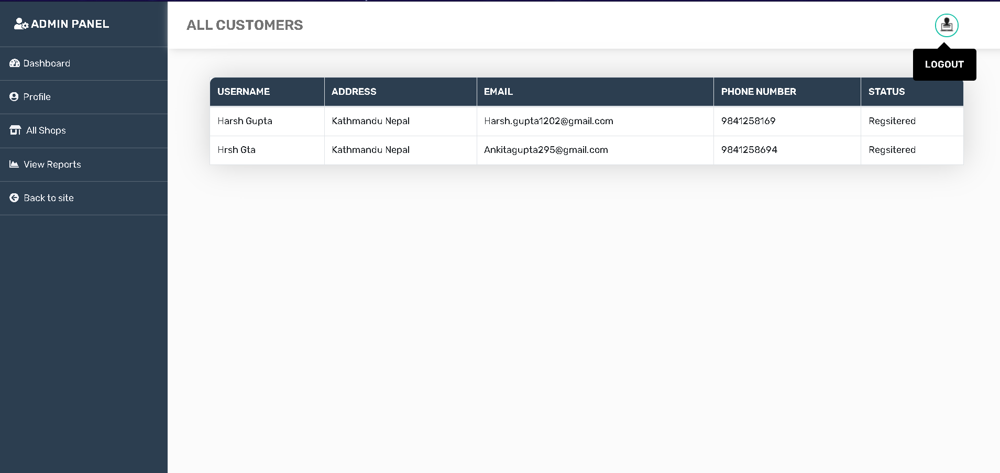 ADMIN PANEL
ALL CUSTOMERS
LOGOUT
Dashboard
Profile
All Shops
View Reports
Back to site
USERNAME ADDRESS EMAIL PHONE NUMBER STATUS
Harsh Gupta Kathmandu Nepal Harsh.gupta1202@gmail.com 9841258169 Regsitered
Hrsh Gta Kathmandu Nepal Ankitagupta295@gmail.com 9841258694 Regsitered